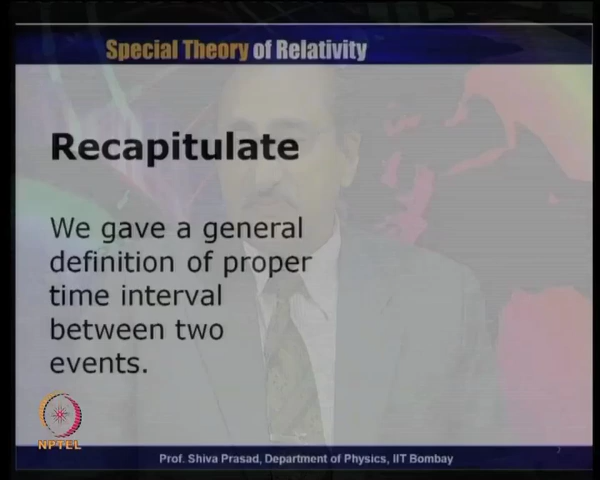 Special Theory of Relativity
Recapitulate
We gave a general
definition of proper
time interval
between two
events.
NPTEL
Prof. Shiva Prasad, Department of Physics, IIT Bombay